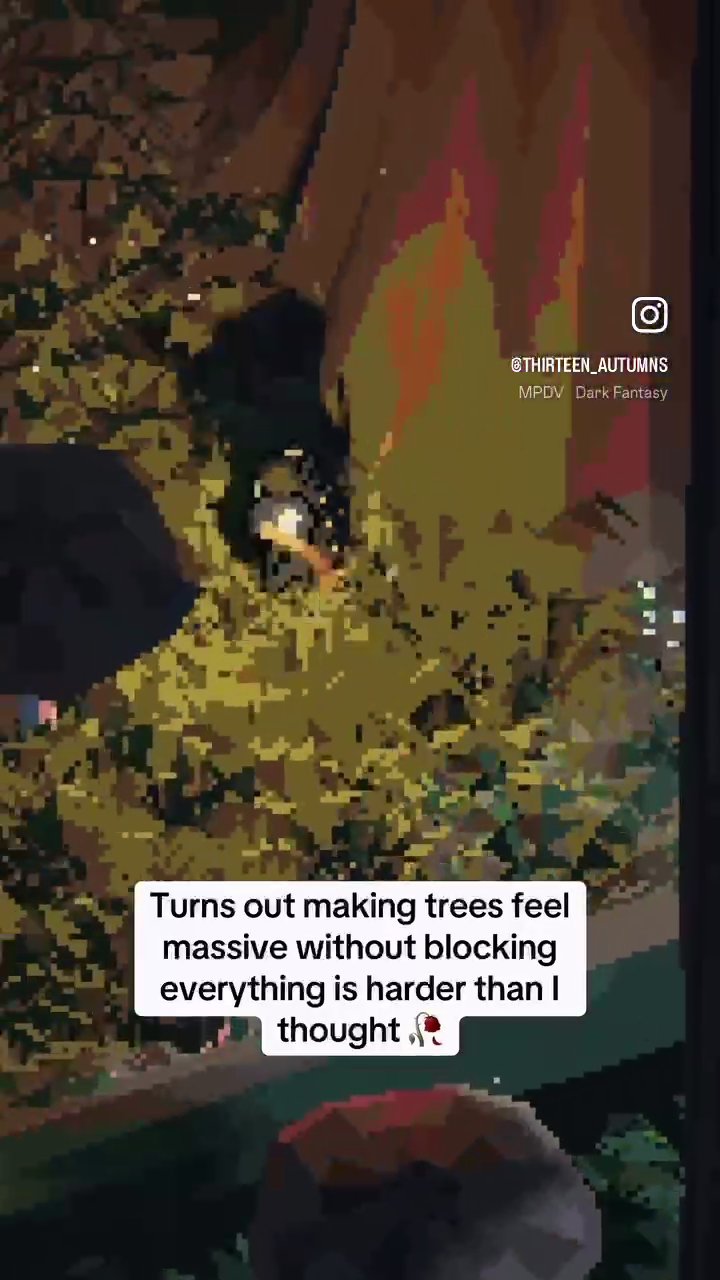 @THIRTEEN_AUTUMNS
MPDV Dark Fantasy
Turns out making trees feel
massive without blocking
everything is harder than I
thought 🥀